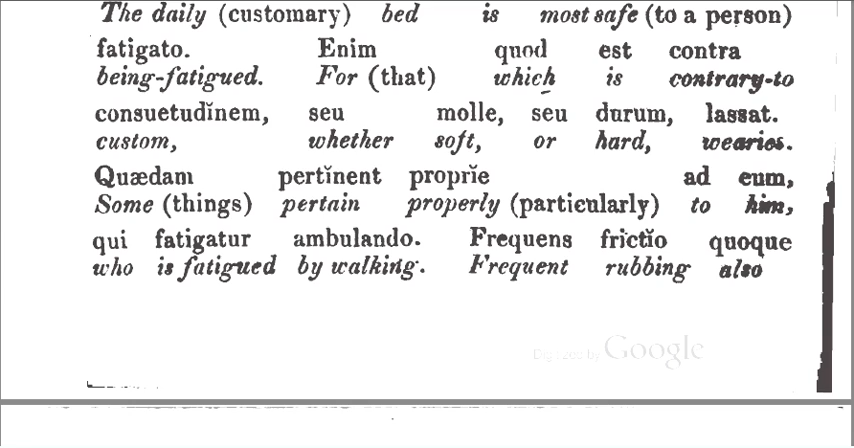 The daily (customary) bed is most safe (to a person)
fatigato. Enim quod est contra
being-fatigued. For (that) which is contrary-to
consuetudĭnem, seu molle, seu durum, lassat.
custom, whether soft, or hard, wearies.
Quædam pertĭnent proprĭe ad eum,
Some (things) pertain properly (particularly) to him,
qui fatigatur ambulando. Frequens frictĭo quoque
who is fatigued by walking. Frequent rubbing also
Digitized by Google